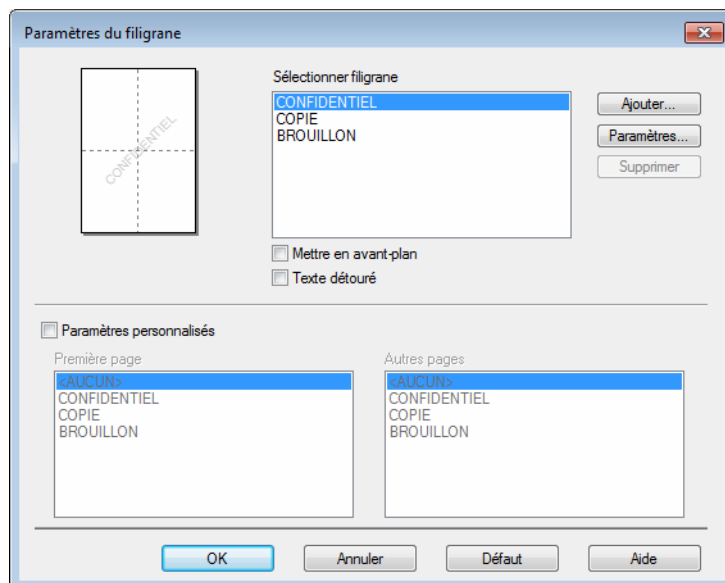 Paramètres du filigrane
CONFIDENTIEL
Sélectionner filigrane
CONFIDENTIEL
COPIE
BROUILLON
Ajouter...
Paramètres...
Supprimer
Mettre en avant-plan
Texte détouré
Paramètres personnalisés
Première page
<AUCUN>
CONFIDENTIEL
COPIE
BROUILLON
Autres pages
<AUCUN>
CONFIDENTIEL
COPIE
BROUILLON
OK
Annuler
Défaut
Aide